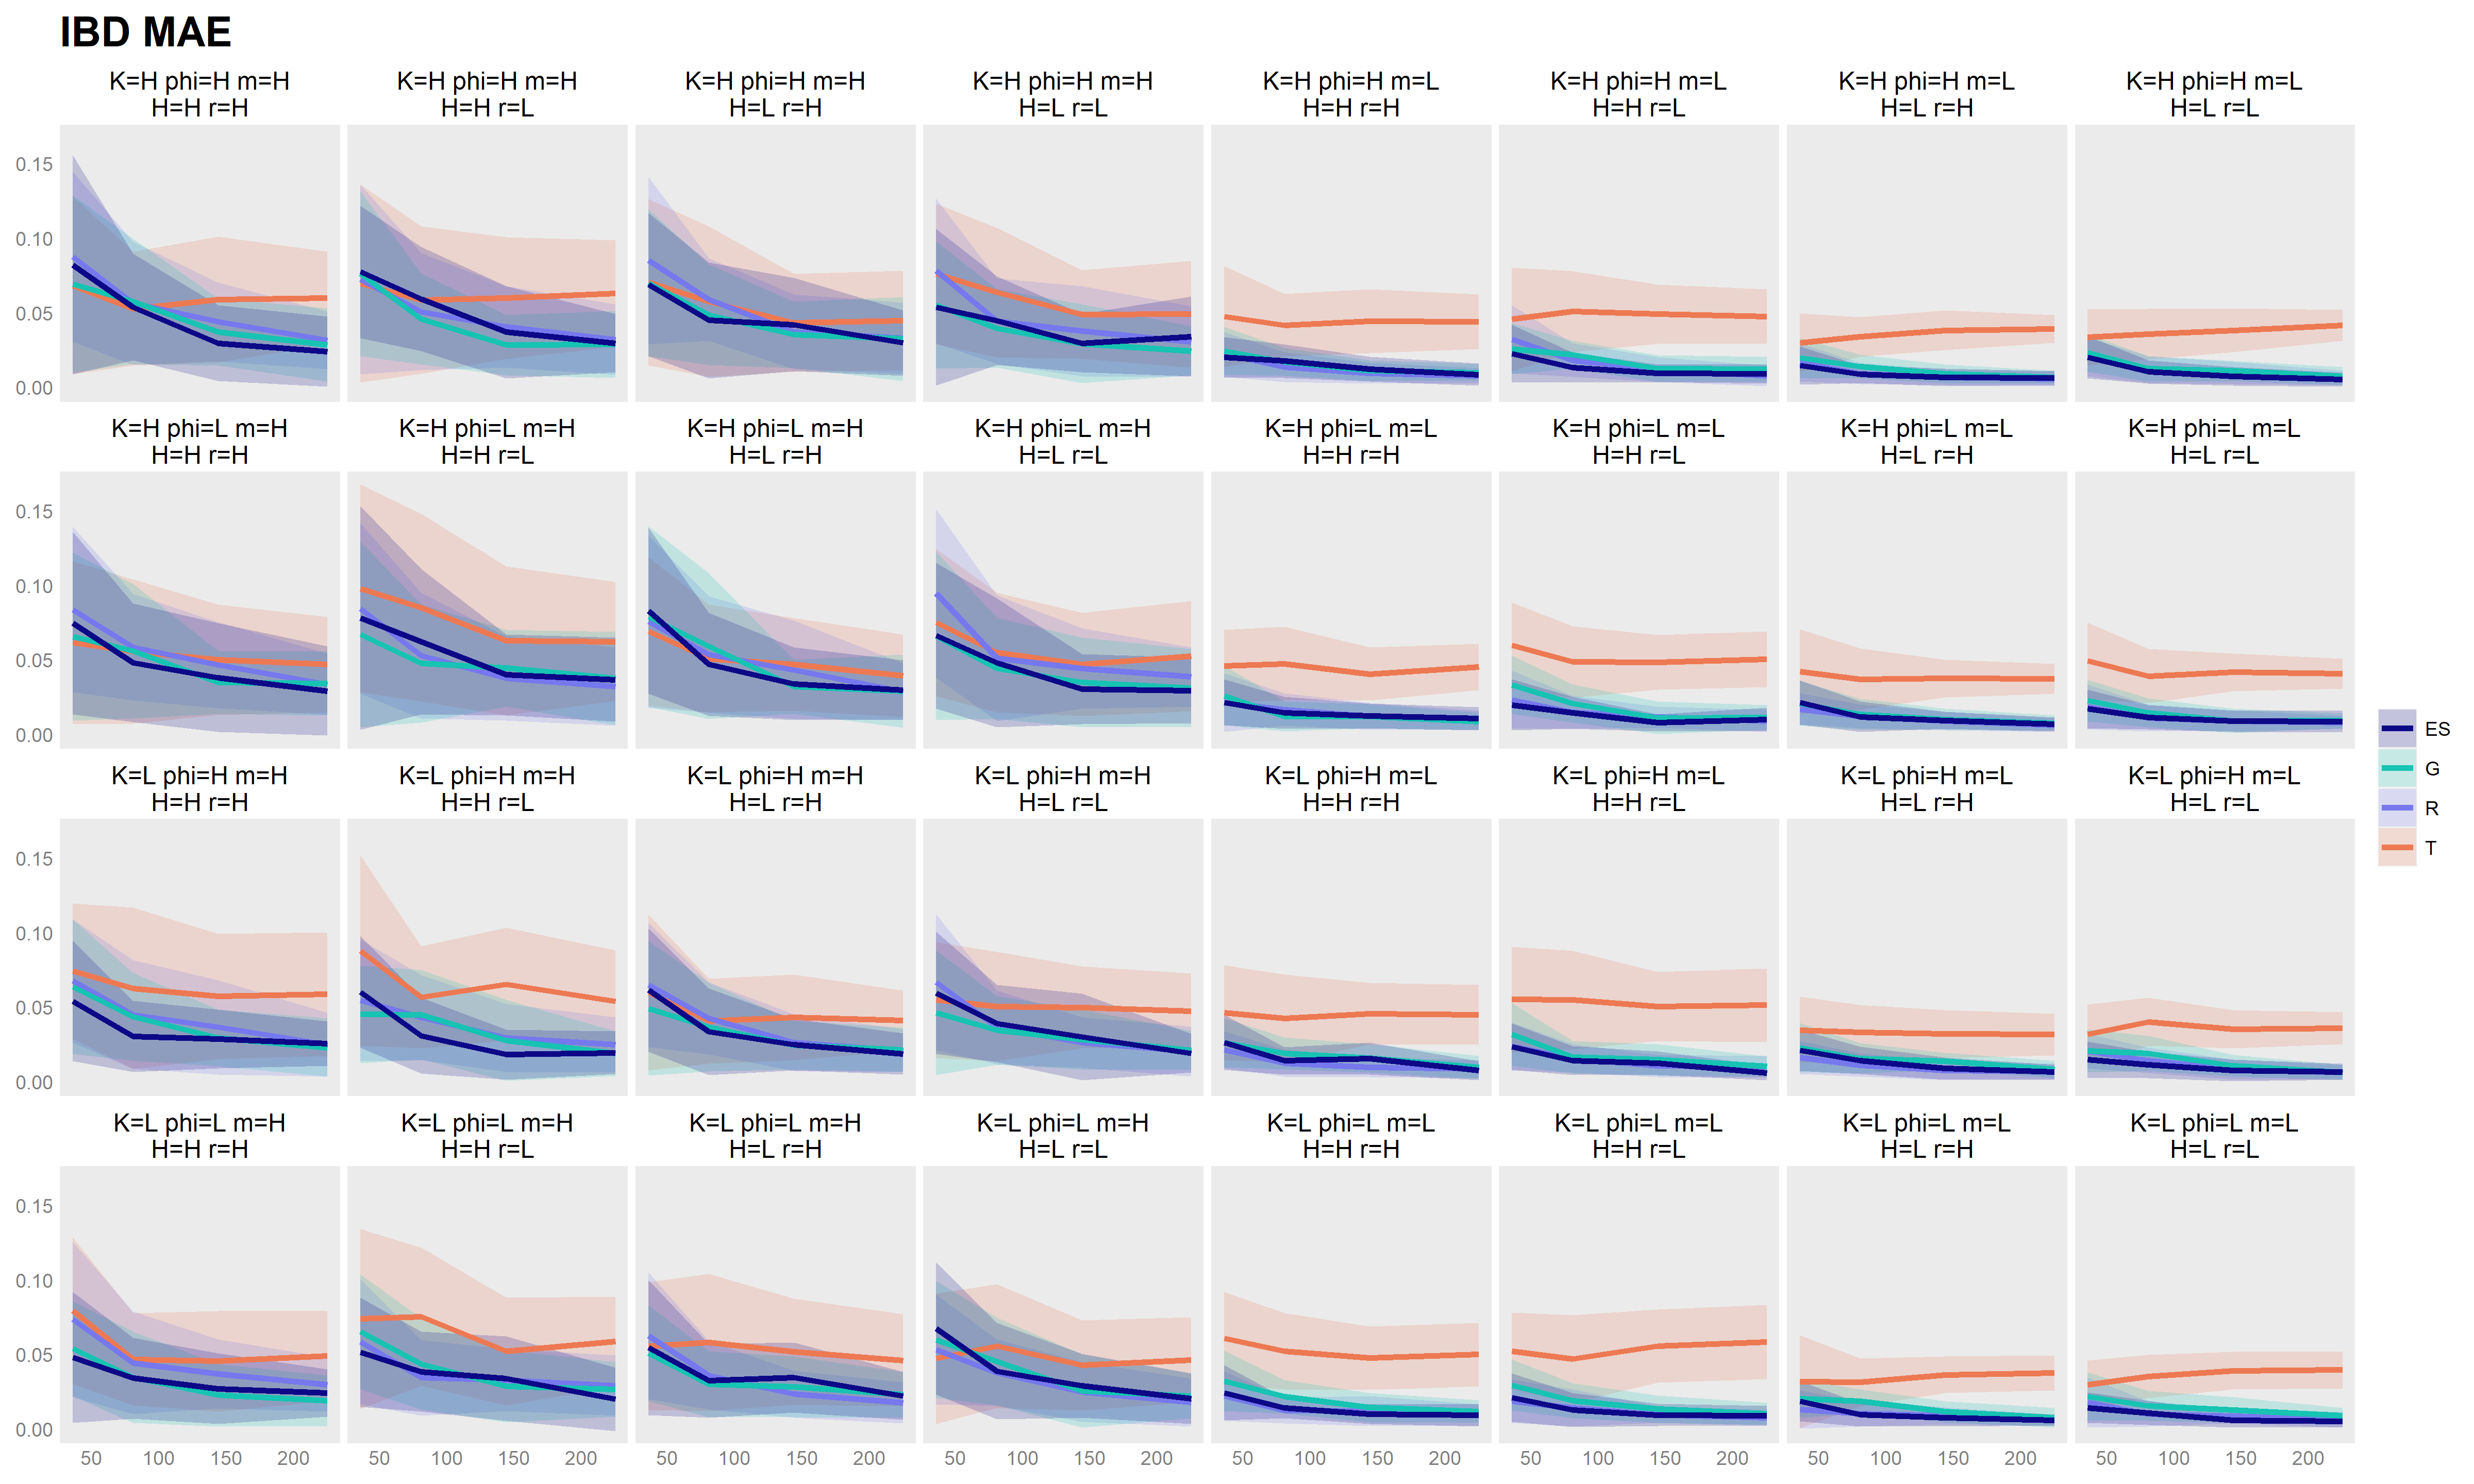 IBD MAE
K=H phi=H m=H
H=H r=H
K=H phi=H m=H
H=H r=L
K=H phi=H m=H
H=L r=H
K=H phi=H m=H
H=L r=L
K=H phi=H m=L
H=H r=H
K=H phi=H m=L
H=H r=L
K=H phi=H m=L
H=L r=H
K=H phi=H m=L
H=L r=L
0.15
0.10
0.05
0.00
K=H phi=L m=H
H=H r=H
K=H phi=L m=H
H=H r=L
K=H phi=L m=H
H=L r=H
K=H phi=L m=H
H=L r=L
K=H phi=L m=L
H=H r=H
K=H phi=L m=L
H=H r=L
K=H phi=L m=L
H=L r=H
K=H phi=L m=L
H=L r=L
0.15
0.10
0.05
0.00
K=L phi=H m=H
H=H r=H
K=L phi=H m=H
H=H r=L
K=L phi=H m=H
H=L r=H
K=L phi=H m=H
H=L r=L
K=L phi=H m=L
H=H r=H
K=L phi=H m=L
H=H r=L
K=L phi=H m=L
H=L r=H
K=L phi=H m=L
H=L r=L
0.15
0.10
0.05
0.00
K=L phi=L m=H
H=H r=H
K=L phi=L m=H
H=H r=L
K=L phi=L m=H
H=L r=H
K=L phi=L m=H
H=L r=L
K=L phi=L m=L
H=H r=H
K=L phi=L m=L
H=H r=L
K=L phi=L m=L
H=L r=H
K=L phi=L m=L
H=L r=L
0.15
0.10
0.05
0.00
50 100 150 200
50 100 150 200
50 100 150 200
50 100 150 200
50 100 150 200
50 100 150 200
50 100 150 200
50 100 150 200
ES
G
R
T